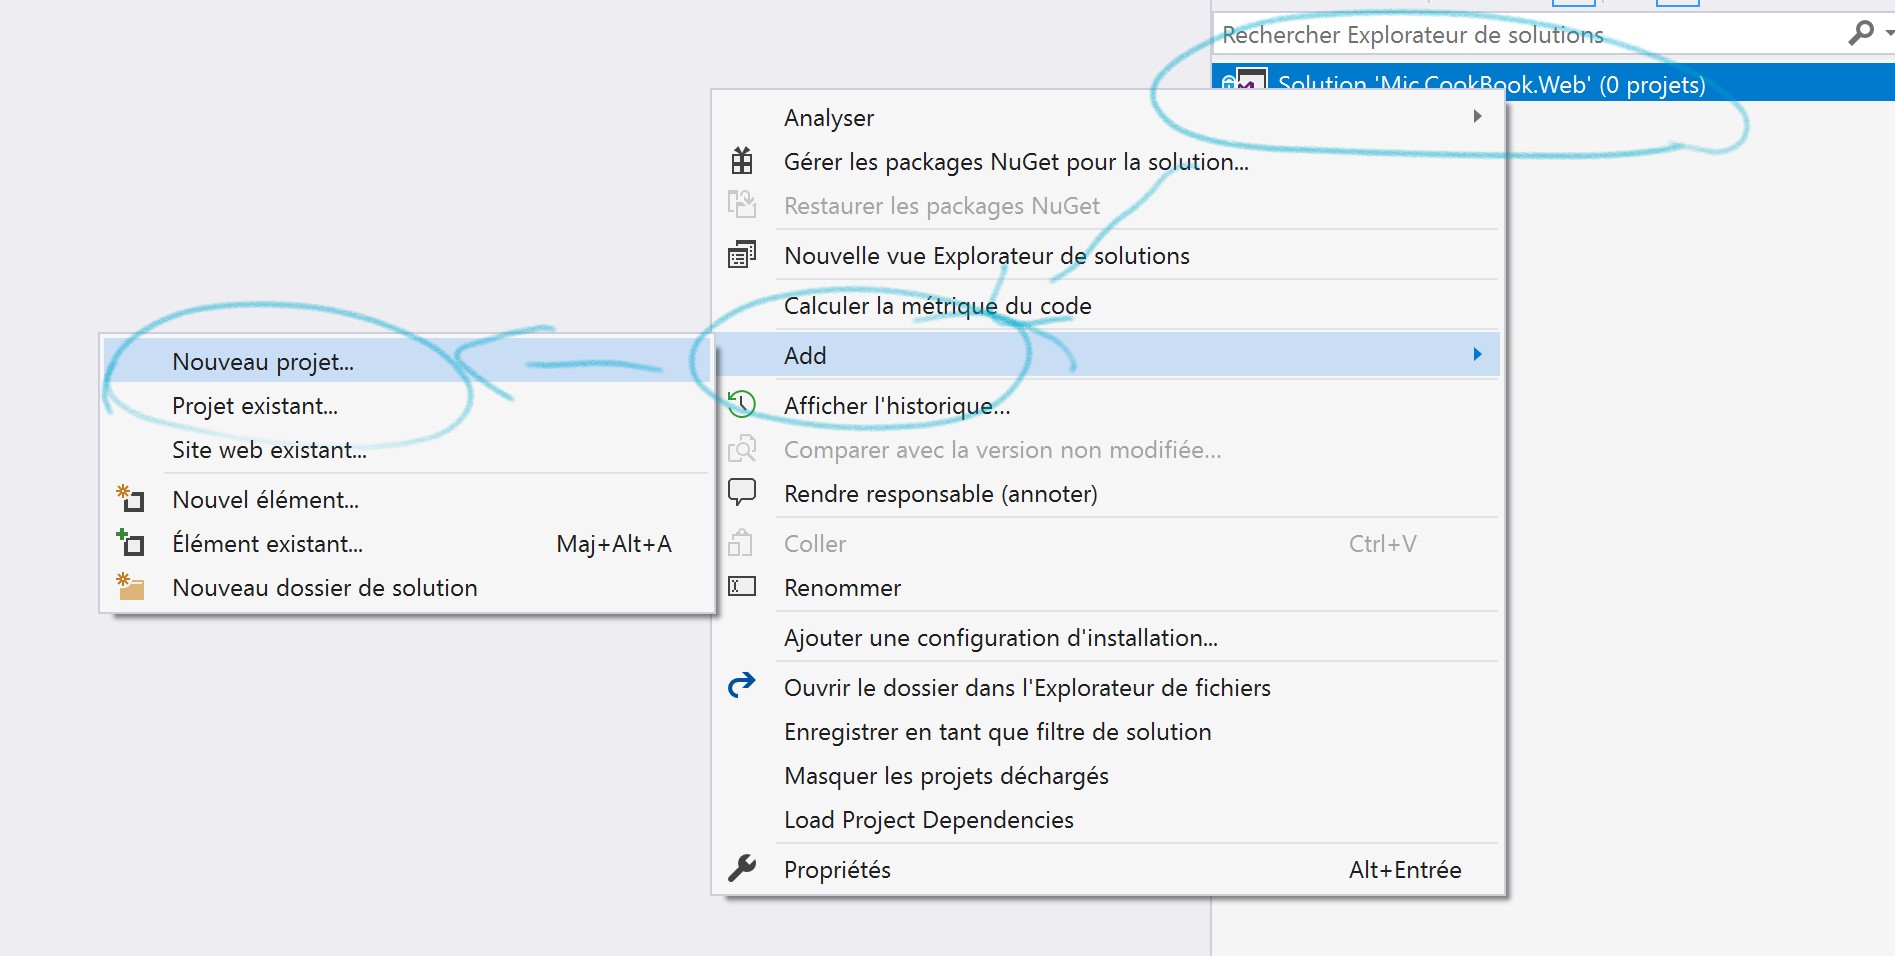 Rechercher Explorateur de solutions
Solution 'Mic.CookBook.Web' (0 projets)
Analyser
Gérer les packages NuGet pour la solution...
Restaurer les packages NuGet
Nouvelle vue Explorateur de solutions
Calculer la métrique du code
Add
Afficher l'historique...
Comparer avec la version non modifiée...
Rendre responsable (annoter)
Coller Ctrl+V
Renommer
Ajouter une configuration d'installation...
Ouvrir le dossier dans l'Explorateur de fichiers
Enregistrer en tant que filtre de solution
Masquer les projets déchargés
Load Project Dependencies
Propriétés Alt+Entrée
Nouveau projet...
Projet existant...
Site web existant...
Nouvel élément...
Élément existant... Maj+Alt+A
Nouveau dossier de solution